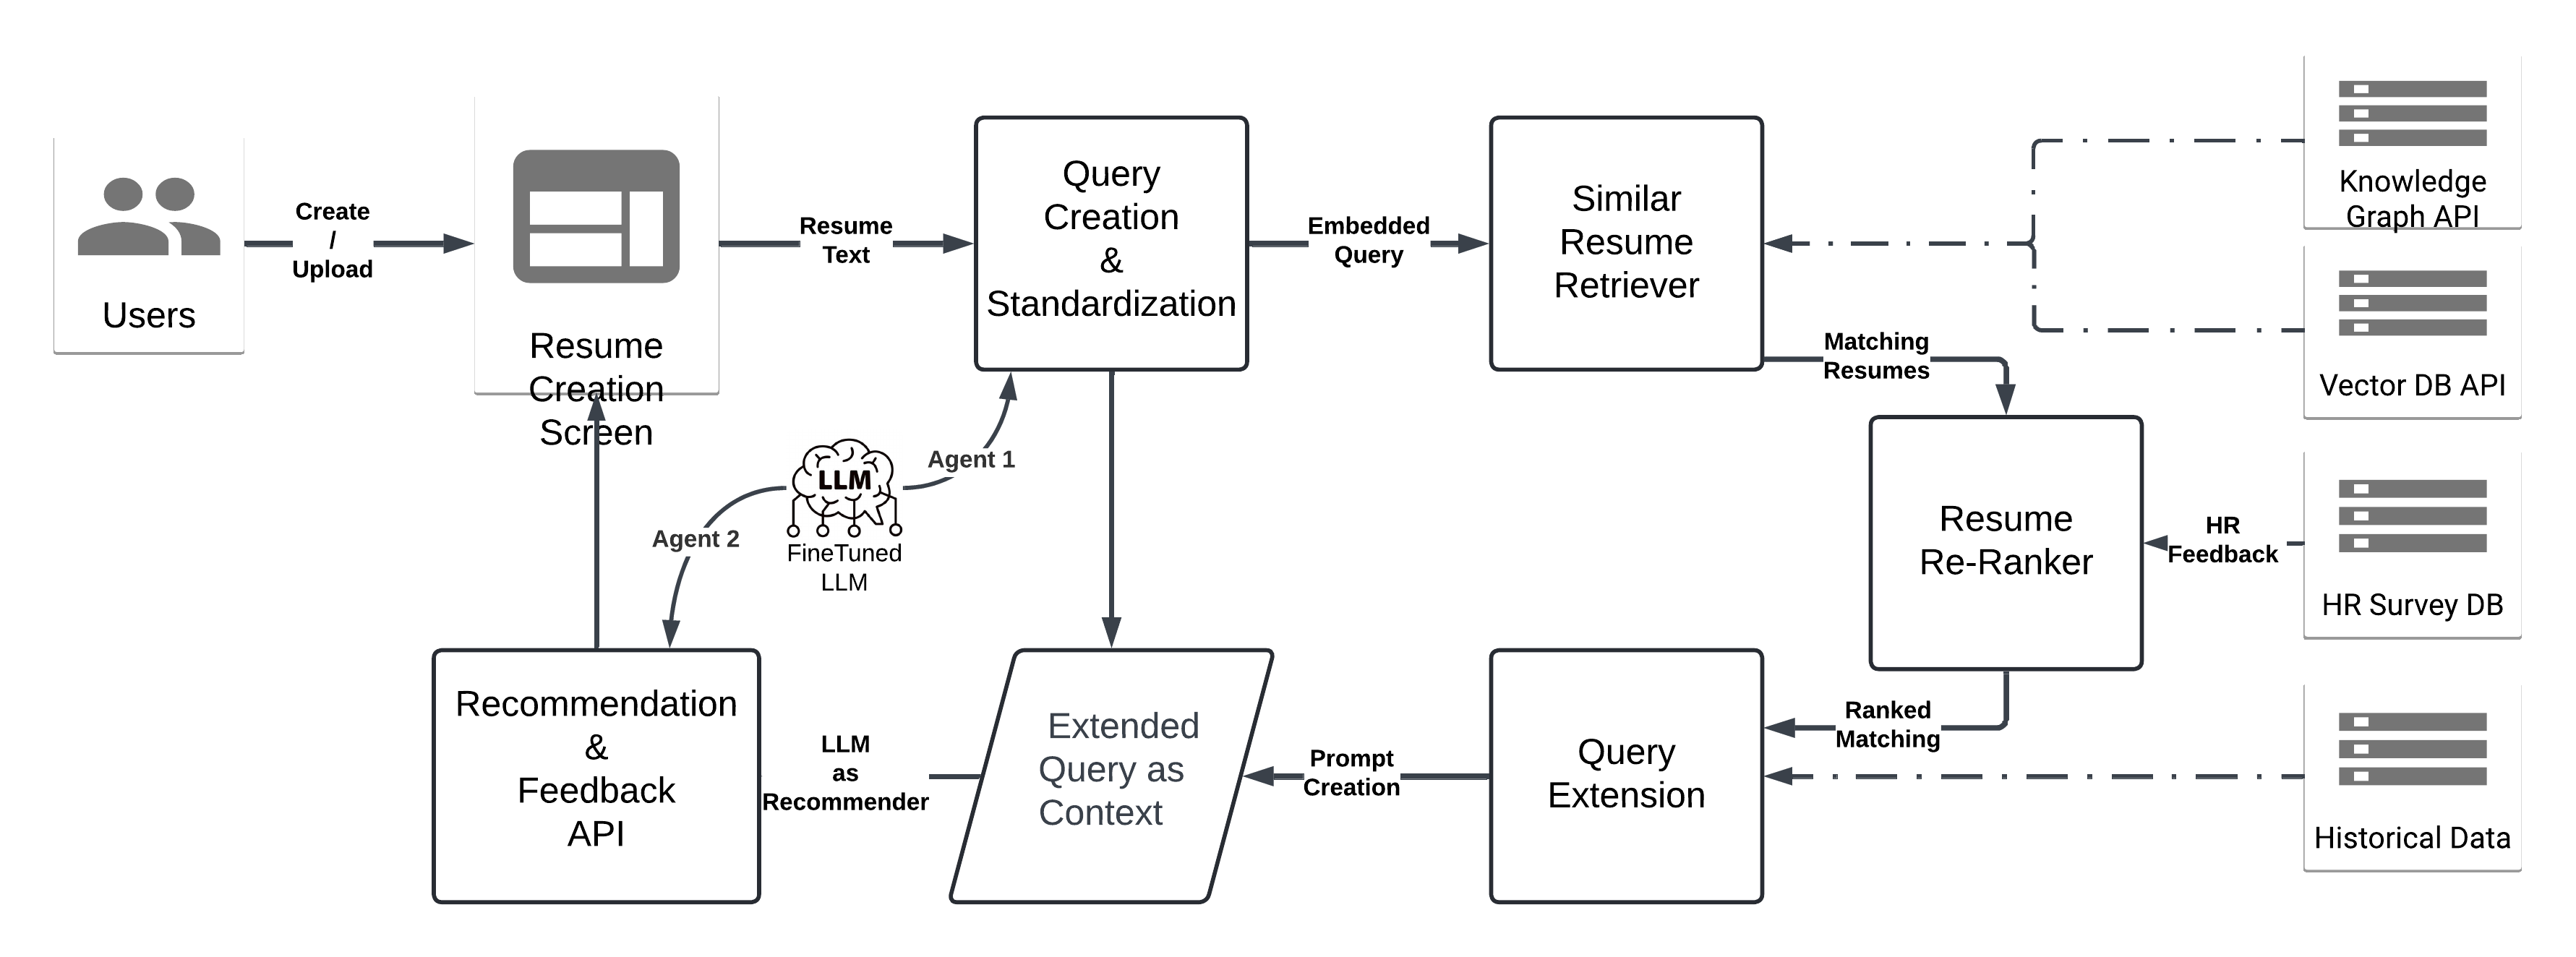 Users
Create
/
Upload
Resume
Creation
Screen
Resume
Text
Query
Creation
&
Standardization
Embedded
Query
Similar
Resume
Retriever
Knowledge
Graph API
Vector DB API
Matching
Resumes
Resume
Re-Ranker
HR
Feedback
HR Survey DB
Agent 1
LLM
FineTuned
LLM
Agent 2
Recommendation
&
Feedback
API
LLM
as
Recommender
Extended
Query as
Context
Prompt
Creation
Query
Extension
Ranked
Matching
Historical Data